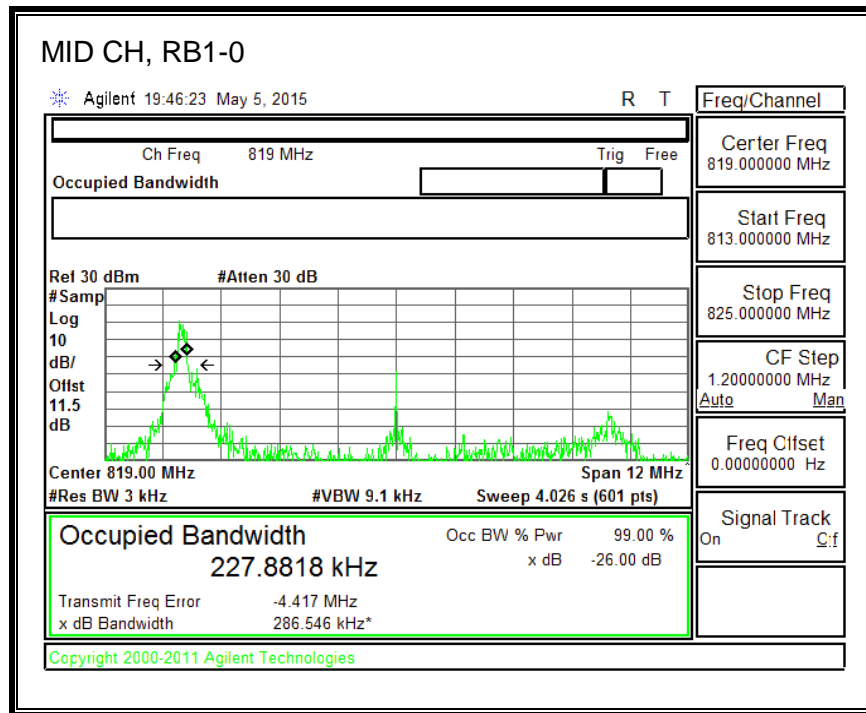 MID CH, RB1-0
Agilent 19:46:23 May 5, 2015 R T
Freq/Channel
Ch Freq 819 MHz Trig Free
Occupied Bandwidth
Center Freq
819.000000 MHz
Start Freq
813.000000 MHz
Stop Freq
825.000000 MHz
CF Step
1.20000000 MHz
Auto Man
Freq Offset
0.00000000 Hz
Signal Track
On Off
Ref 30 dBm #Atten 30 dB
#Samp
Log
10
dB/
Offst
11.5
dB
Center 819.00 MHz Span 12 MHz
#Res BW 3 kHz #VBW 9.1 kHz Sweep 4.026 s (601 pts)
Occupied Bandwidth Occ BW % Pwr 99.00 %
227.8818 kHz x dB -26.00 dB
Transmit Freq Error -4.417 MHz
x dB Bandwidth 286.546 kHz*
Copyright 2000-2011 Agilent Technologies